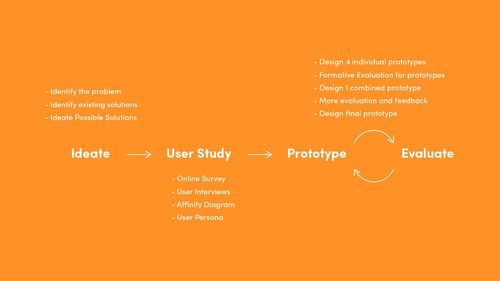 - Design 4 individual prototypes
- Formative Evaluation for prototypes
- Design 1 combined prototype
- More evaluation and feedback
- Design final prototype
- Identify the problem
- Identify existing solutions
- Ideate Possible Solutions
Ideate User Study Prototype Evaluate
- Online Survey
- User Interviews
- Affinity Diagram
- User Persona